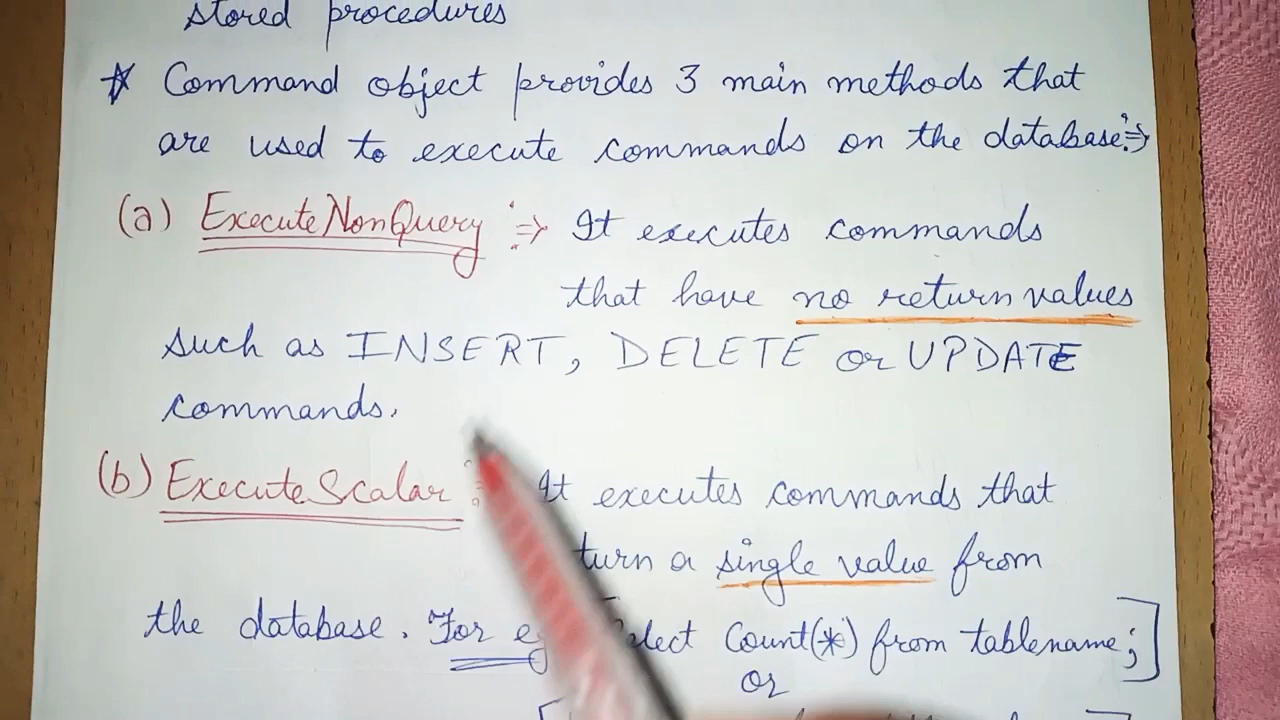 stored procedures
☆ Command object provides 3 main methods that
are used to execute commands on the database:⇒
(a) ExecuteNonQuery :⇒ It executes commands
that have no return values
such as INSERT, DELETE or UPDATE
commands.
(b) ExecuteScalar It executes commands that
a single value from
the database. For Count(*) from tablename;]
or